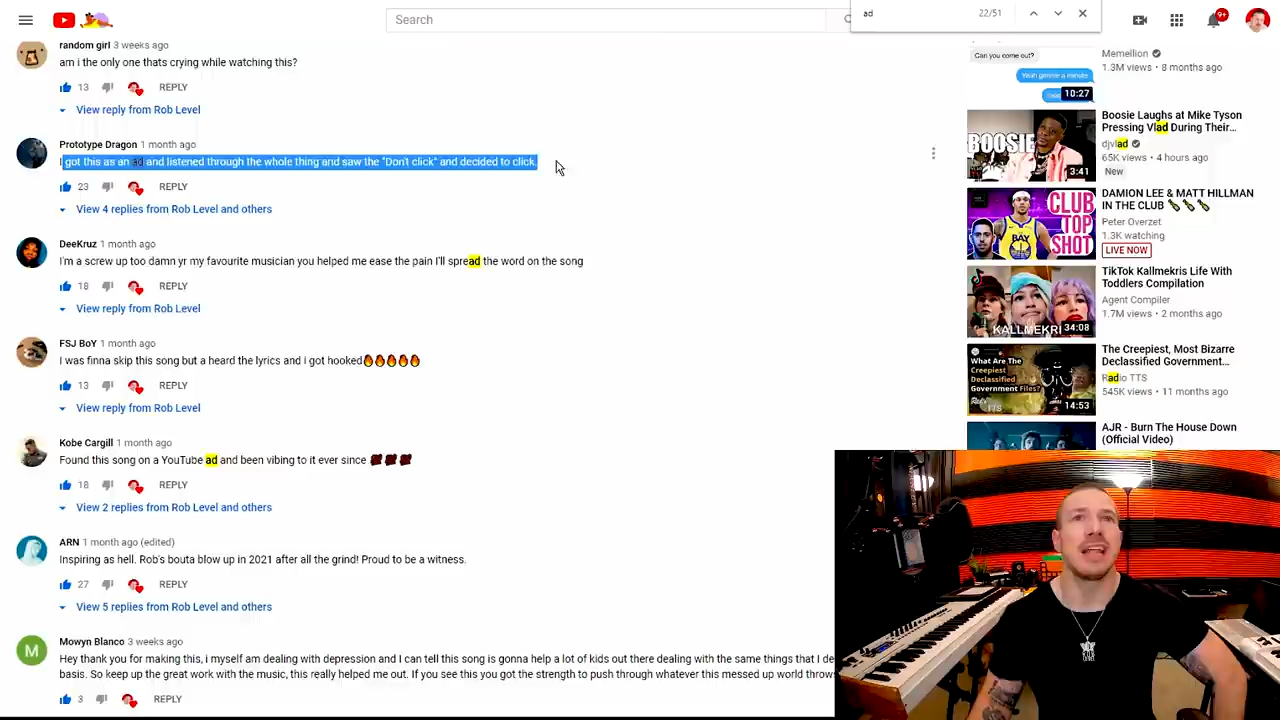 Search
ad
22/51
9+
random girl 3 weeks ago
am i the only one thats crying while watching this?
13
REPLY
View reply from Rob Level
Prototype Dragon 1 month ago
I got this as an ad and listened through the whole thing and saw the "Don't click" and decided to click.
23
REPLY
View 4 replies from Rob Level and others
DeeKruz 1 month ago
I'm a screw up too damn yr my favourite musician you helped me ease the pain I'll spread the word on the song
18
REPLY
View reply from Rob Level
FSJ BoY 1 month ago
I was finna skip this song but a heard the lyrics and i got hooked🔥🔥🔥🔥🔥
13
REPLY
View reply from Rob Level
Kobe Cargill 1 month ago
Found this song on a YouTube ad and been vibing to it ever since
18
REPLY
View 2 replies from Rob Level and others
ARN 1 month ago (edited)
Inspiring as hell. Rob's bouta blow up in 2021 after all the grind! Proud to be a witness.
27
REPLY
View 5 replies from Rob Level and others
M
Mowyn Blanco 3 weeks ago
Hey thank you for making this, i myself am dealing with depression and I can tell this song is gonna help a lot of kids out there dealing with the same things that I de
basis. So keep up the great work with the music, this really helped me out. If you see this you got the strength to push through whatever this messed up world throws
3
REPLY
Can you come out?
Yeah gimme a minute
10:27
Memellion
1.3M views • 8 months ago
BOOSIE
3:41
Boosie Laughs at Mike Tyson
Pressing Vlad During Their...
djvlad
65K views • 4 hours ago
New
CLUB
TOP
SHOT
BAY
DAMION LEE & MATT HILLMAN
IN THE CLUB
Peter Overzet
1.3K watching
LIVE NOW
KALLMEKRI
34:08
TikTok Kallmekris Life With
Toddlers Compilation
Agent Compiler
1.7M views • 2 months ago
What Are The
Creepiest
Declassified
Government Files?
14:53
The Creepiest, Most Bizarre
Declassified Government...
Radio TTS
545K views • 11 months ago
AJR - Burn The House Down
(Official Video)